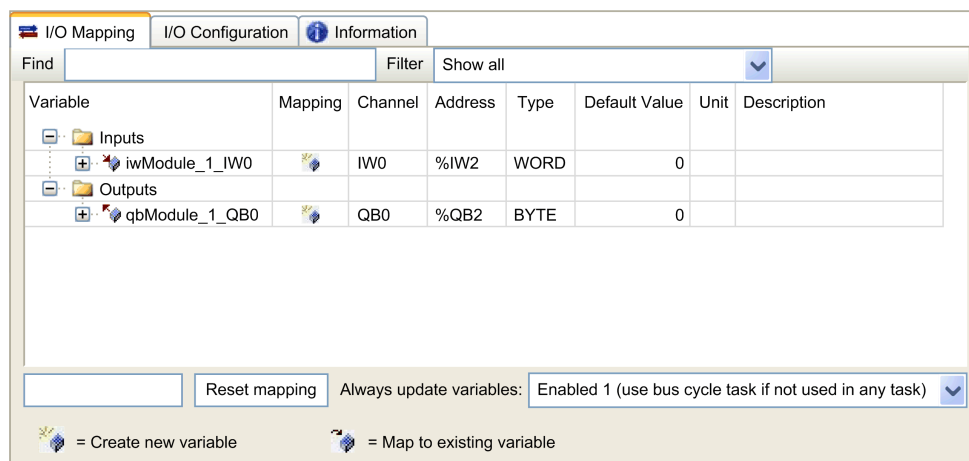 I/O Mapping I/O Configuration Information
Find Filter Show all
Variable Mapping Channel Address Type Default Value Unit Description
Inputs
iwModule_1_IW0 IW0 %IW2 WORD 0
Outputs
qbModule_1_QB0 QB0 %QB2 BYTE 0
Reset mapping Always update variables: Enabled 1 (use bus cycle task if not used in any task)
= Create new variable = Map to existing variable